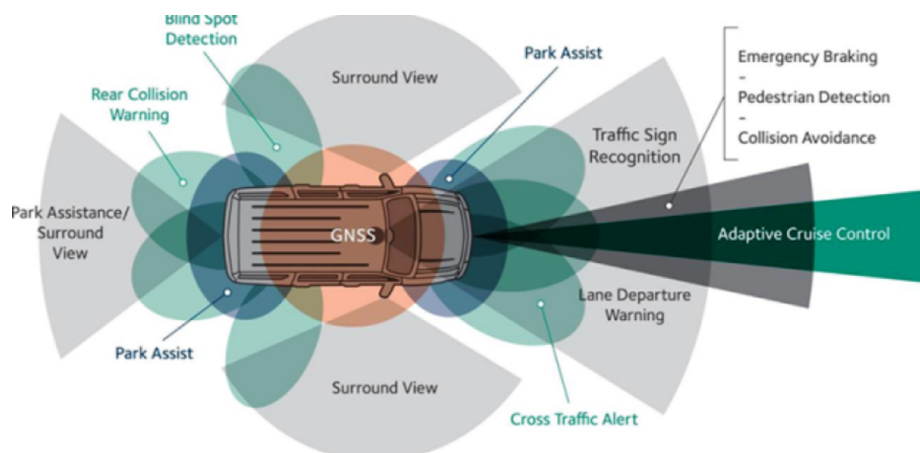 Blind Spot
Detection
Surround View
Park Assist
Emergency Braking
–
Pedestrian Detection
–
Collision Avoidance
Rear Collision
Warning
Traffic Sign
Recognition
Park Assistance/
Surround
View
GNSS
Adaptive Cruise Control
Lane Departure
Warning
Park Assist
Surround View
Cross Traffic Alert